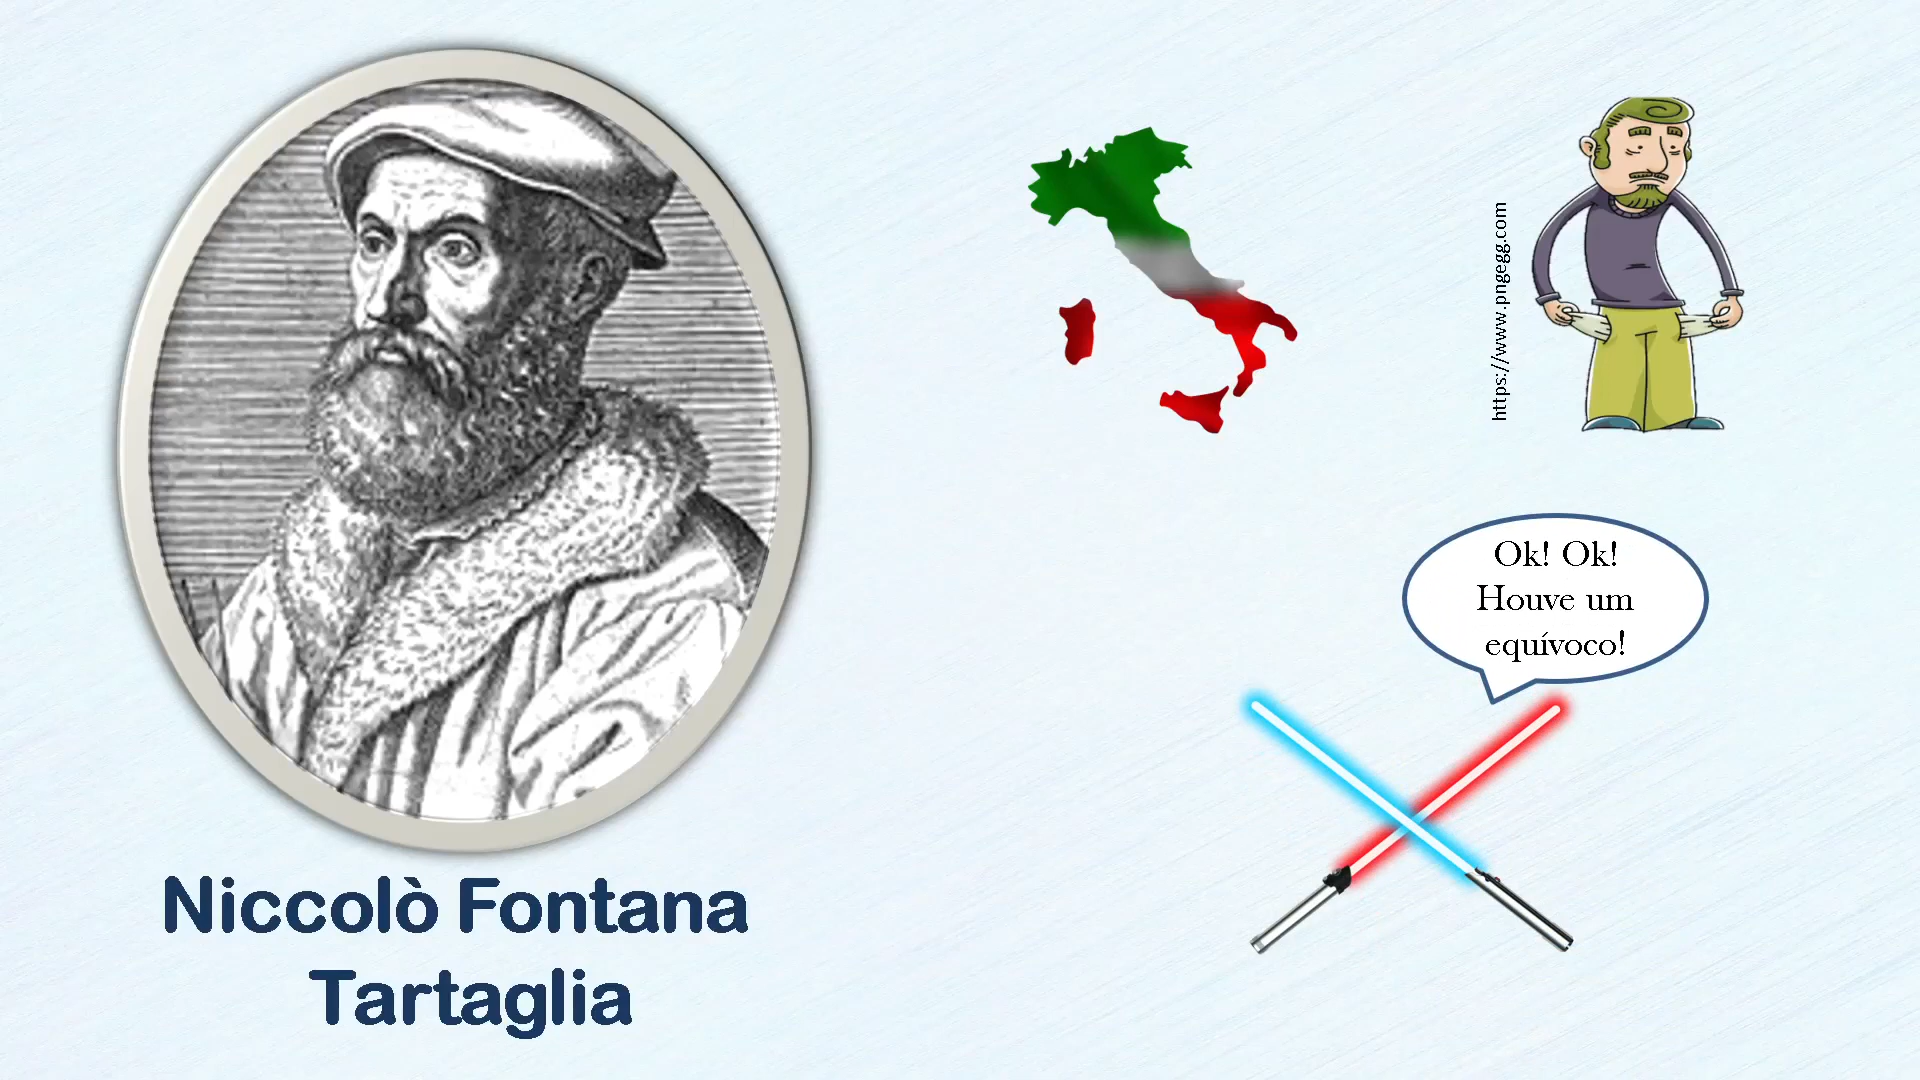 https://www.pngegg.com
Ok! Ok!
Houve um
equívoco!
Niccolò Fontana
Tartaglia